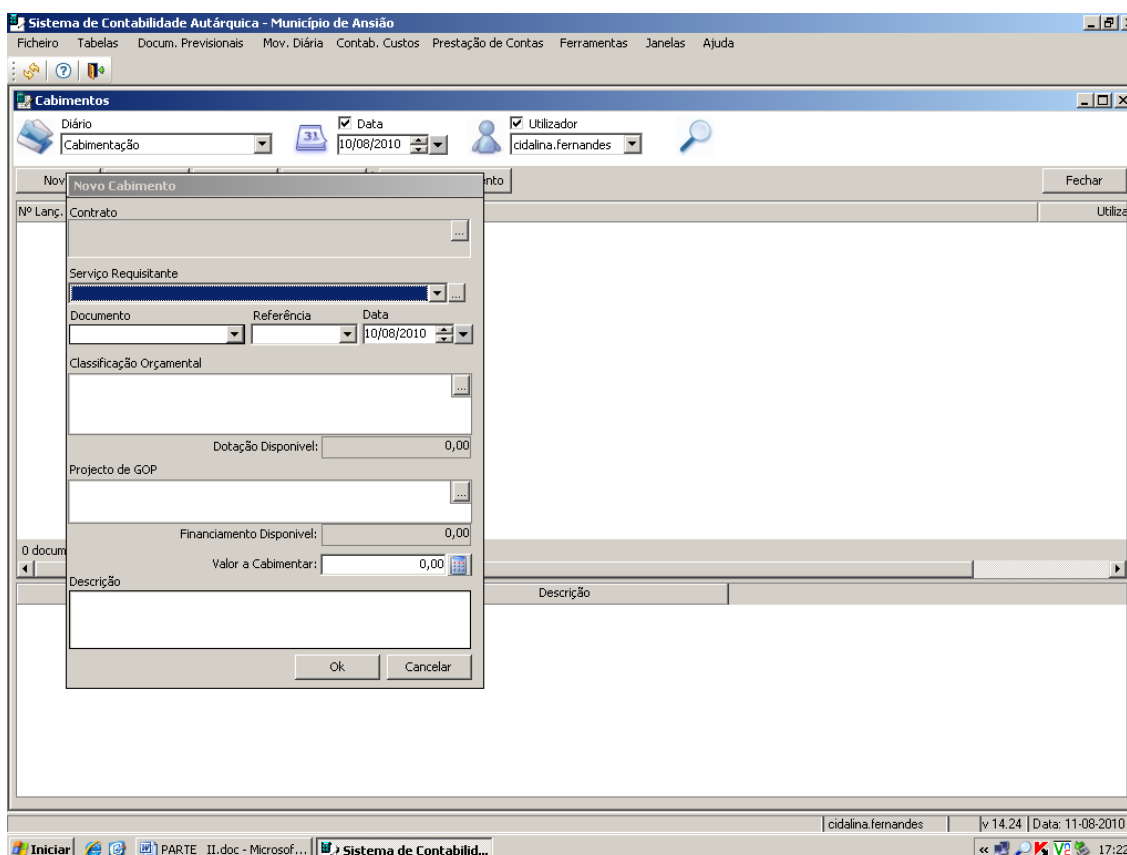 Sistema de Contabilidade Autárquica - Município de Ansião
Ficheiro Tabelas Docum. Previsionais Mov. Diária Contab. Custos Prestação de Contas Ferramentas Janelas Ajuda
Cabimentos
Diário
Data
Utilizador
31
Cabimentação
10/08/2010
cidalina.fernandes
Nov
nto
Fechar
Novo Cabimento
Nº Lanç.
Utiliza
Contrato
...
Serviço Requisitante
...
Documento Referência Data
10/08/2010
Classificação Orçamental
...
Dotação Disponivel: 0,00
Projecto de GOP
...
Financiamento Disponivel: 0,00
0 docum
Valor a Cabimentar: 0,00
Descrição
Descrição
Ok Cancelar
cidalina.fernandes v 14.24 Data: 11-08-2010
Iniciar PARTE II.doc - Microsof... Sistema de Contabilid... « 17:22